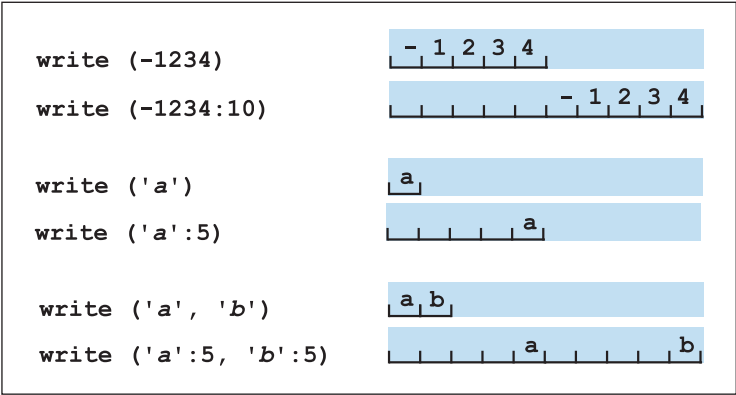 write (-1234) - 1 2 3 4
write (-1234:10) - 1 2 3 4
write ('a') a
write ('a':5) a
write ('a', 'b') a b
write ('a':5, 'b':5) a b